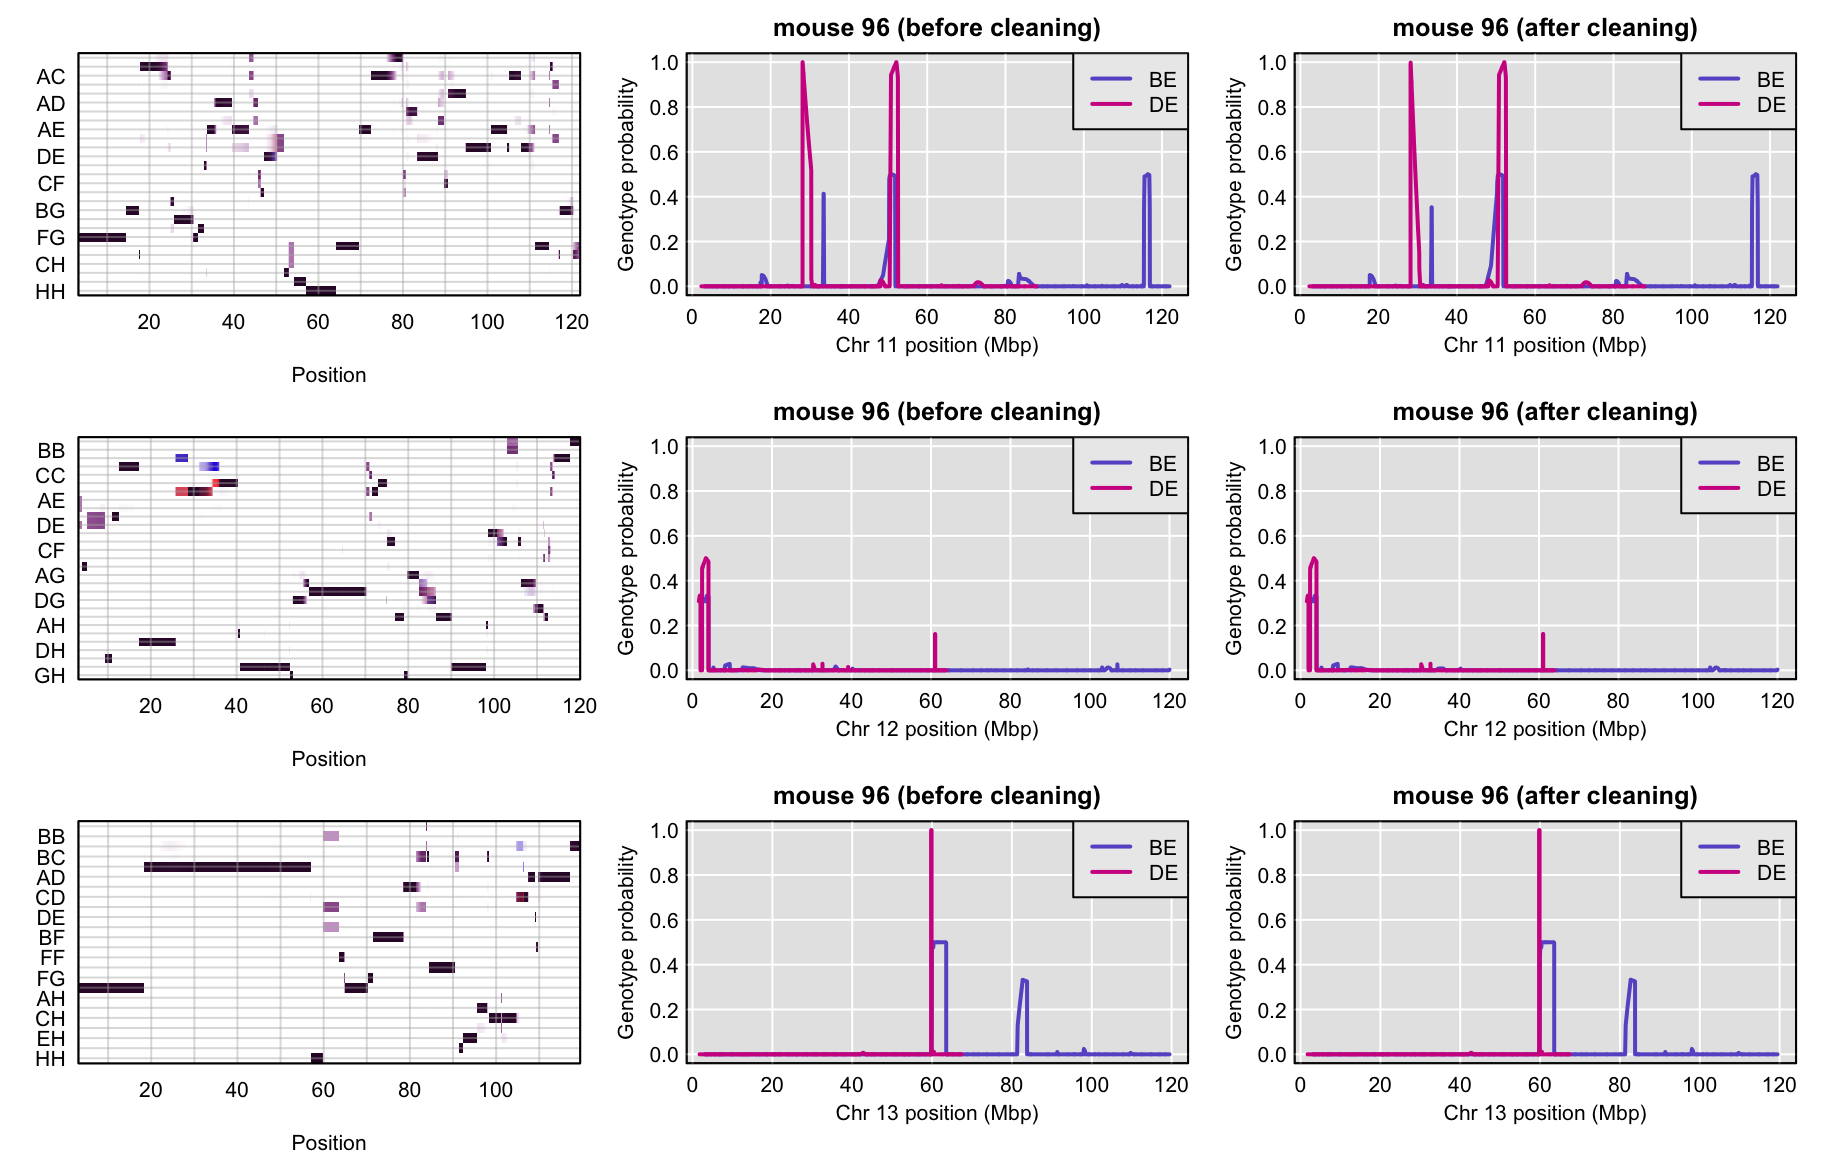 mouse 96 (before cleaning)
mouse 96 (after cleaning)
AC
AD
AE
DE
CF
BG
FG
CH
HH
20 40 60 80 100 120
Position
Genotype probability
1.0
0.8
0.6
0.4
0.2
0.0
BE
DE
0 20 40 60 80 100 120
Chr 11 position (Mbp)
Genotype probability
1.0
0.8
0.6
0.4
0.2
0.0
BE
DE
0 20 40 60 80 100 120
Chr 11 position (Mbp)
mouse 96 (before cleaning)
mouse 96 (after cleaning)
BB
CC
AE
DE
CF
AG
DG
AH
DH
GH
20 40 60 80 100 120
Position
Genotype probability
1.0
0.8
0.6
0.4
0.2
0.0
BE
DE
0 20 40 60 80 100 120
Chr 12 position (Mbp)
Genotype probability
1.0
0.8
0.6
0.4
0.2
0.0
BE
DE
0 20 40 60 80 100 120
Chr 12 position (Mbp)
mouse 96 (before cleaning)
mouse 96 (after cleaning)
BB
BC
AD
CD
DE
BF
FF
FG
AH
CH
EH
HH
20 40 60 80 100
Position
Genotype probability
1.0
0.8
0.6
0.4
0.2
0.0
BE
DE
0 20 40 60 80 100 120
Chr 13 position (Mbp)
Genotype probability
1.0
0.8
0.6
0.4
0.2
0.0
BE
DE
0 20 40 60 80 100 120
Chr 13 position (Mbp)